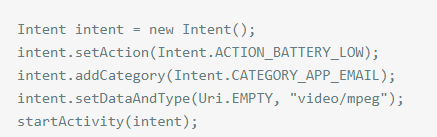 Intent intent = new Intent();
intent.setAction(Intent.ACTION_BATTERY_LOW);
intent.addCategory(Intent.CATEGORY_APP_EMAIL);
intent.setDataAndType(Uri.EMPTY, "video/mpeg");
startActivity(intent);